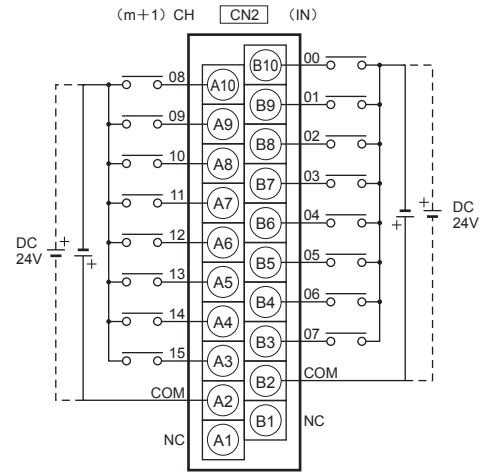 (m+1) CH CN2 (IN)
00
B10
08
A10
01
B9
09
A9
02
B8
10
A8
03
B7
11
A7
04
B6
12
A6
05
B5
13
A5
06
B4
14
A4
07
B3
15
A3
COM
B2
COM
A2
NC
B1
NC
A1
DC
24V
+
+
DC
24V
+
+